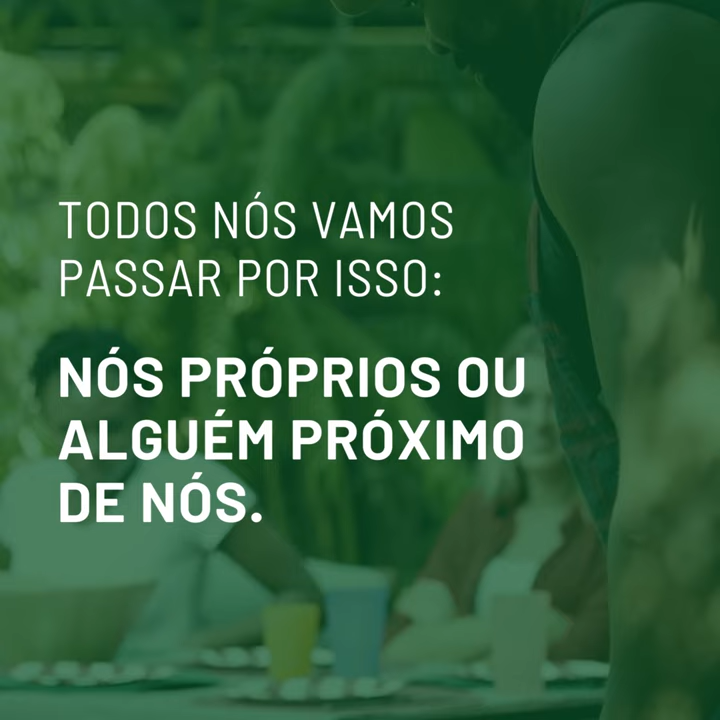 TODOS NÓS VAMOS
PASSAR POR ISSO:
NÓS PRÓPRIOS OU
ALGUÉM PRÓXIMO
DE NÓS.